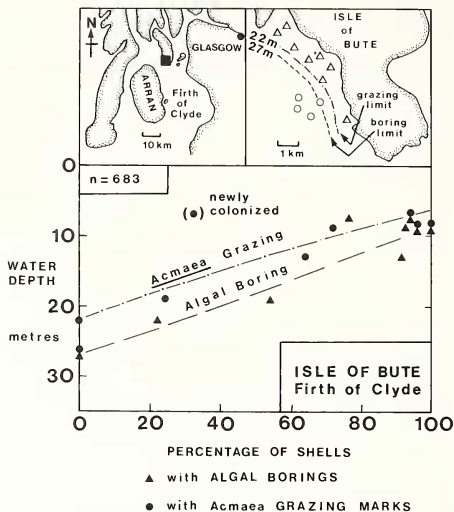 N
GLASGOW
ARRAN
Firth of Clyde
10 km
ISLE OF BUTE
22m
27m
grazing limit
boring limit
1 km
n=683
newly
(●) colonized
Acmaea Grazing
Algal Boring
0
10
20
30
WATER
DEPTH
metres
ISLE OF BUTE
Firth of Clyde
0 20 40 60 80 100
PERCENTAGE OF SHELLS
▲ with ALGAL BORINGS
● with Acmaea GRAZING MARKS